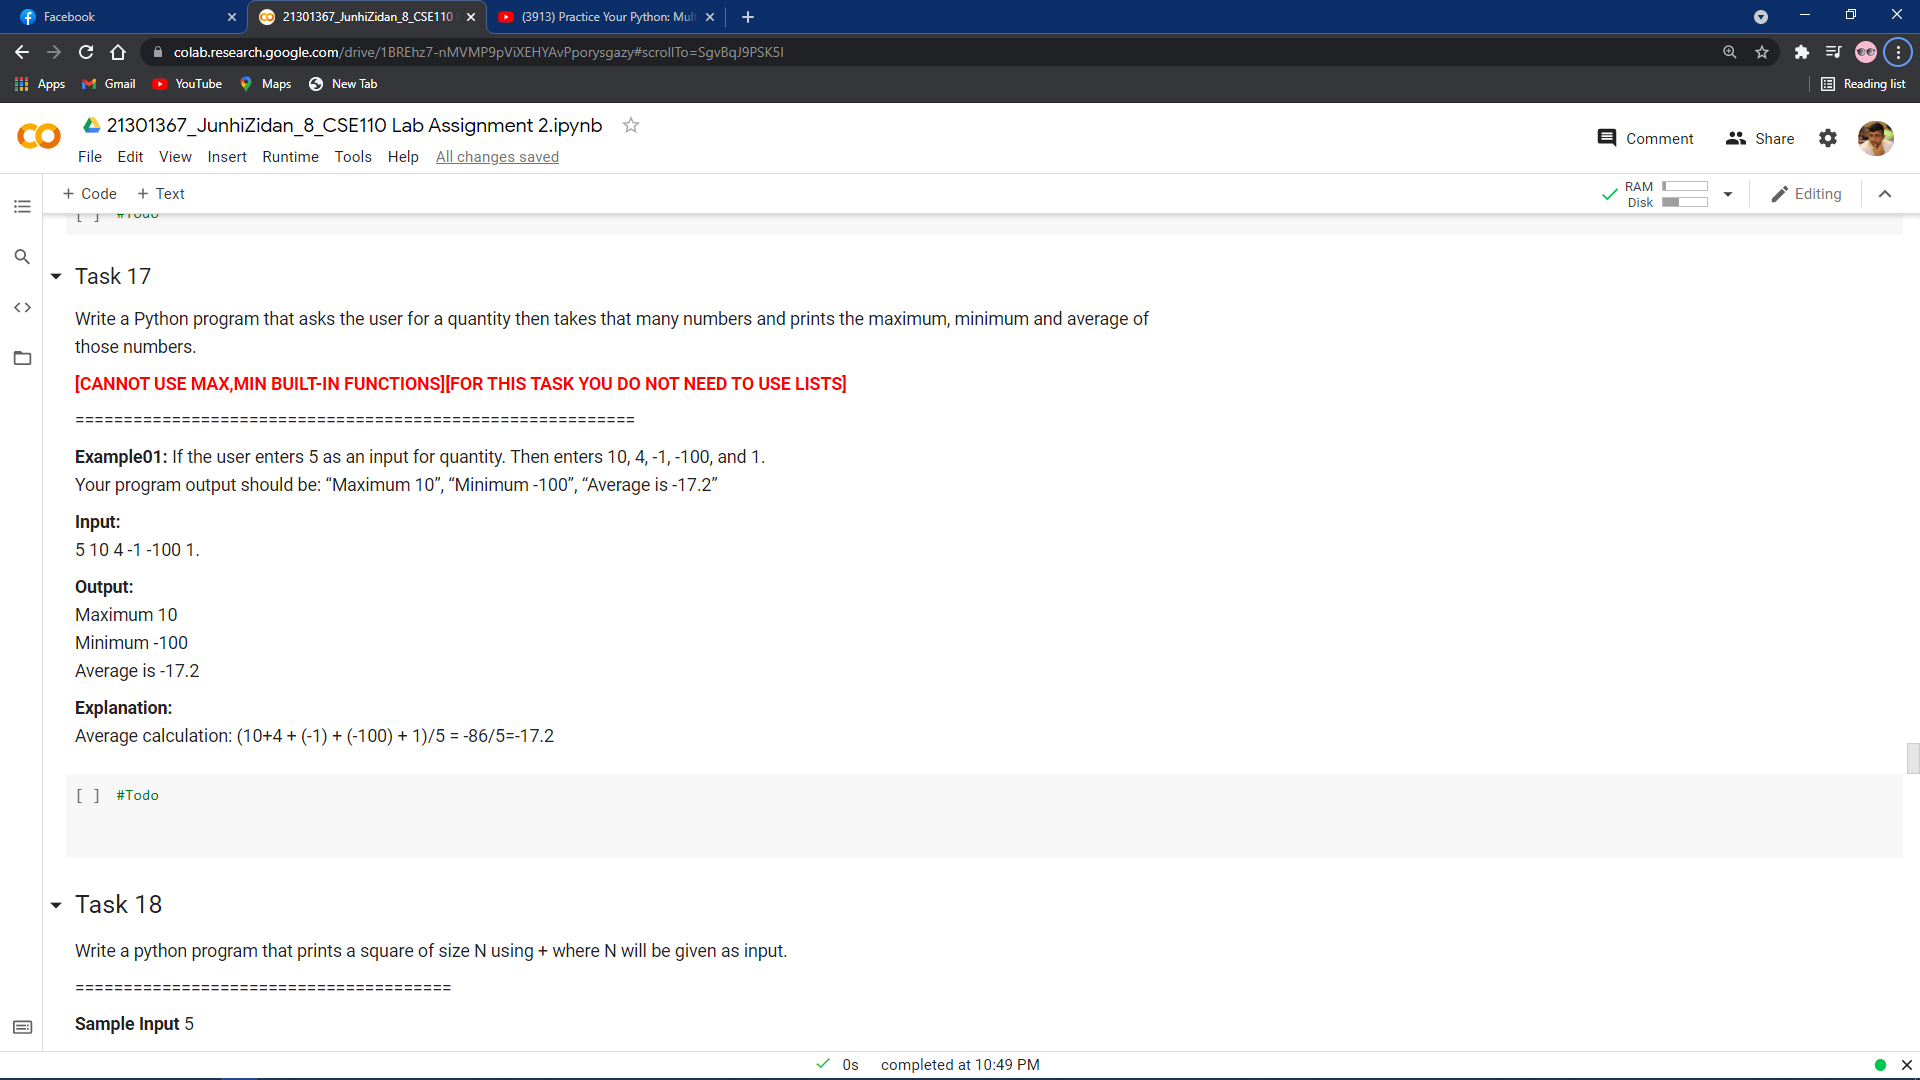 Facebook
21301367_JunhiZidan_8_CSE110
(3913) Practice Your Python: Mul
colab.research.google.com/drive/1BREhz7-nMVMP9pViXEHYAvPporysgazy#scrollTo=SgvBqJ9PSK5I
Apps Gmail YouTube Maps New Tab Reading list
21301367_JunhiZidan_8_CSE110 Lab Assignment 2.ipynb
Comment Share
File Edit View Insert Runtime Tools Help All changes saved
+ Code + Text
RAM
Disk
Editing
[ ] #Todo
Task 17
Write a Python program that asks the user for a quantity then takes that many numbers and prints the maximum, minimum and average of
those numbers.
[CANNOT USE MAX,MIN BUILT-IN FUNCTIONS][FOR THIS TASK YOU DO NOT NEED TO USE LISTS]
==========================================================
Example01: If the user enters 5 as an input for quantity. Then enters 10, 4, -1, -100, and 1.
Your program output should be: “Maximum 10”, “Minimum -100”, “Average is -17.2”
Input:
5 10 4 -1 -100 1.
Output:
Maximum 10
Minimum -100
Average is -17.2
Explanation:
Average calculation: (10+4 + (-1) + (-100) + 1)/5 = -86/5=-17.2
[ ] #Todo
Task 18
Write a python program that prints a square of size N using + where N will be given as input.
=======================================
Sample Input 5
0s completed at 10:49 PM